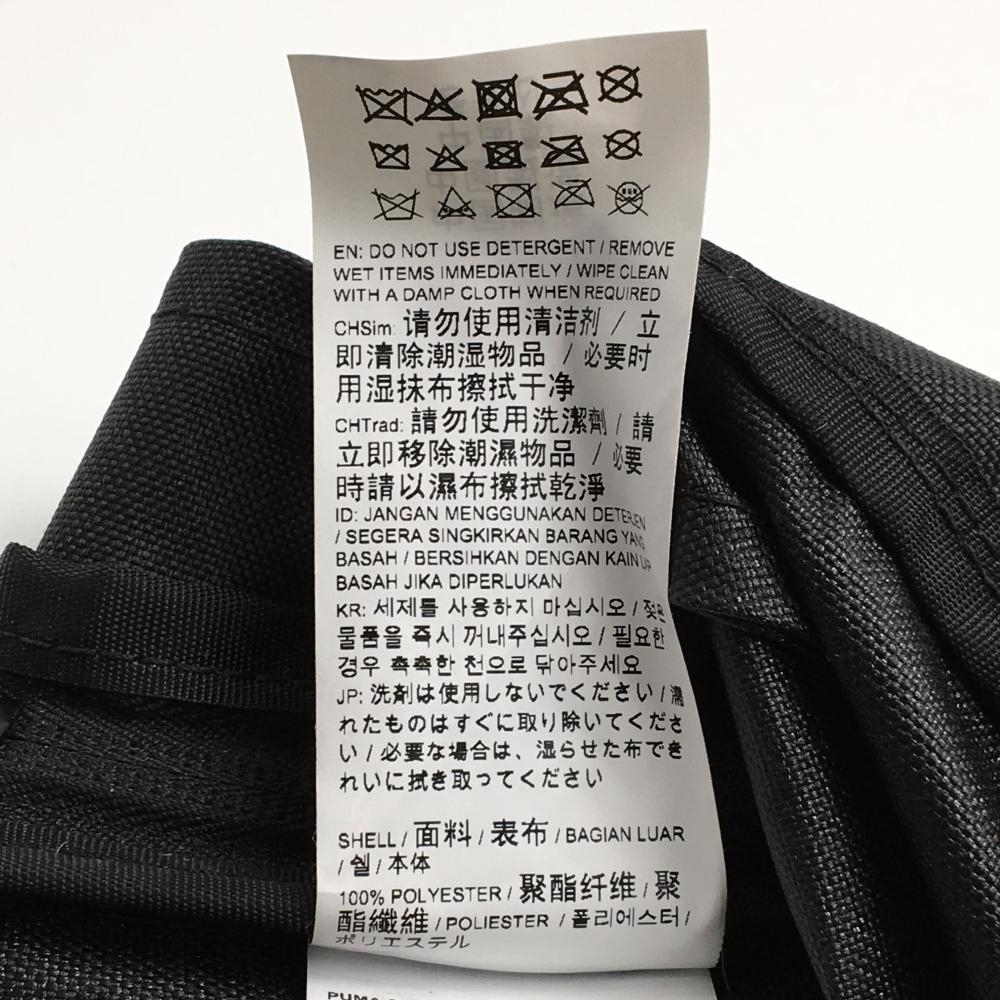 EN: DO NOT USE DETERGENT / REMOVE
WET ITEMS IMMEDIATELY / WIPE CLEAN
WITH A DAMP CLOTH WHEN REQUIRED
CHSim: 请勿使用清洁剂 / 立
即清除潮湿物品 / 必要时
用湿抹布擦拭干净
CHTrad: 請勿使用洗潔劑 / 請
立即移除潮濕物品 / 必要
時請以濕布擦拭乾淨
ID: JANGAN MENGGUNAKAN DETERJEN
/ SEGERA SINGKIRKAN BARANG YANG
BASAH / BERSIHKAN DENGAN KAIN
BASAH JIKA DIPERLUKAN
KR: 세제를 사용하지 마십시오 / 젖은
물품을 즉시 꺼내주십시오 / 필요한
경우 촉촉한 천으로 닦아주세요
JP: 洗剤は使用しないでください / 濡
れたものはすぐに取り除いてくださ
い / 必要な場合は、湿らせた布でき
れいに拭き取ってください
SHELL / 面料 / 表布 / BAGIAN LUAR
/ 쉘 / 本体
100% POLYESTER / 聚酯纤维 / 聚
酯纖維 / POLIESTER / 폴리에스터 /
ポリエステル
PUMA